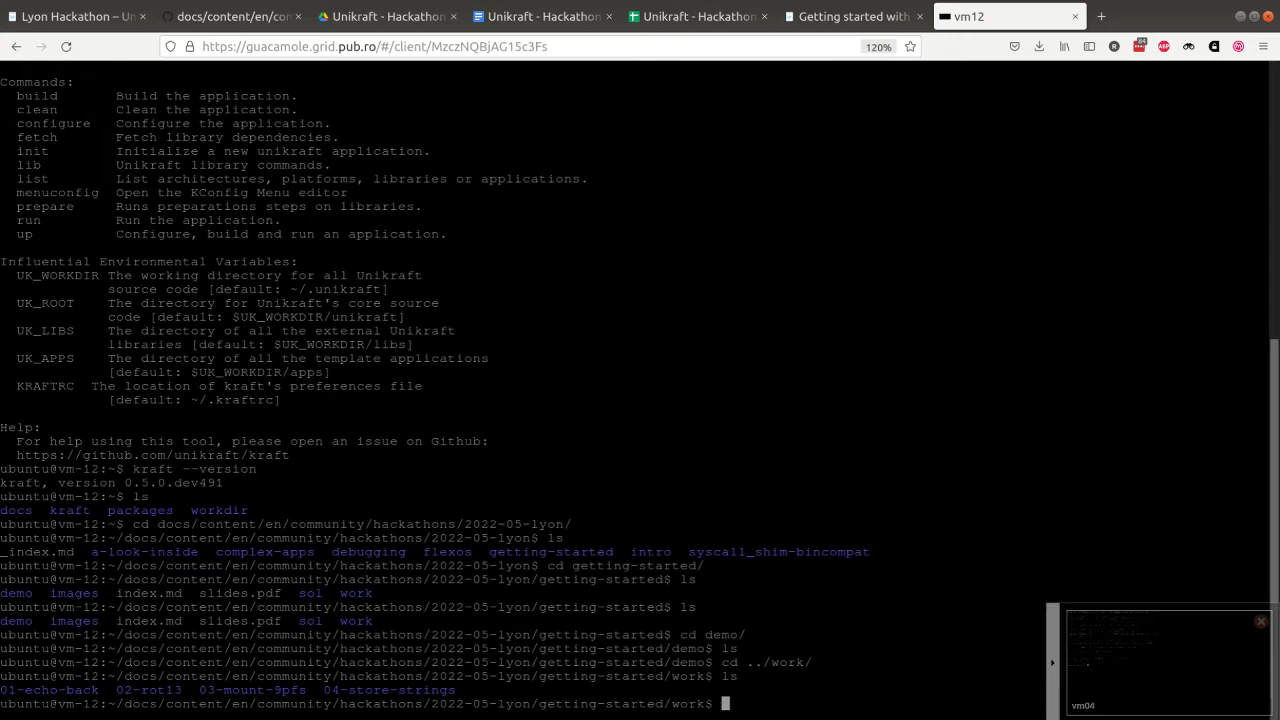 Lyon Hackathon – Un
docs/content/en/con
Unikraft - Hackathon
Unikraft - Hackathon
Unikraft - Hackathon
Getting started with
vm12
https://guacamole.grid.pub.ro/#/client/MzczNQBjAG15c3Fs
120%
Commands:
build Build the application.
clean Clean the application.
configure Configure the application.
fetch Fetch library dependencies.
init Initialize a new unikraft application.
lib Unikraft library commands.
list List architectures, platforms, libraries or applications.
menuconfig Open the KConfig Menu editor
prepare Runs preparations steps on libraries.
run Run the application.
up Configure, build and run an application.
Influential Environmental Variables:
UK_WORKDIR The working directory for all Unikraft
source code [default: ~/.unikraft]
UK_ROOT The directory for Unikraft's core source
code [default: $UK_WORKDIR/unikraft]
UK_LIBS The directory of all the external Unikraft
libraries [default: $UK_WORKDIR/libs]
UK_APPS The directory of all the template applications
[default: $UK_WORKDIR/apps]
KRAFTRC The location of kraft's preferences file
[default: ~/.kraftrc]
Help:
For help using this tool, please open an issue on Github:
https://github.com/unikraft/kraft
ubuntu@vm-12:~$ kraft --version
kraft, version 0.5.0.dev491
ubuntu@vm-12:~$ ls
docs kraft packages workdir
ubuntu@vm-12:~$ cd docs/content/en/community/hackathons/2022-05-lyon/
ubuntu@vm-12:~/docs/content/en/community/hackathons/2022-05-lyon$ ls
_index.md a-look-inside complex-apps debugging flexos getting-started intro syscall_shim-bincompat
ubuntu@vm-12:~/docs/content/en/community/hackathons/2022-05-lyon$ cd getting-started/
ubuntu@vm-12:~/docs/content/en/community/hackathons/2022-05-lyon/getting-started$ ls
demo images index.md slides.pdf sol work
ubuntu@vm-12:~/docs/content/en/community/hackathons/2022-05-lyon/getting-started$ ls
demo images index.md slides.pdf sol work
ubuntu@vm-12:~/docs/content/en/community/hackathons/2022-05-lyon/getting-started$ cd demo/
ubuntu@vm-12:~/docs/content/en/community/hackathons/2022-05-lyon/getting-started/demo$ ls
ubuntu@vm-12:~/docs/content/en/community/hackathons/2022-05-lyon/getting-started/demo$ cd ../work/
ubuntu@vm-12:~/docs/content/en/community/hackathons/2022-05-lyon/getting-started/work$ ls
01-echo-back 02-rot13 03-mount-9pfs 04-store-strings
ubuntu@vm-12:~/docs/content/en/community/hackathons/2022-05-lyon/getting-started/work$
vm04